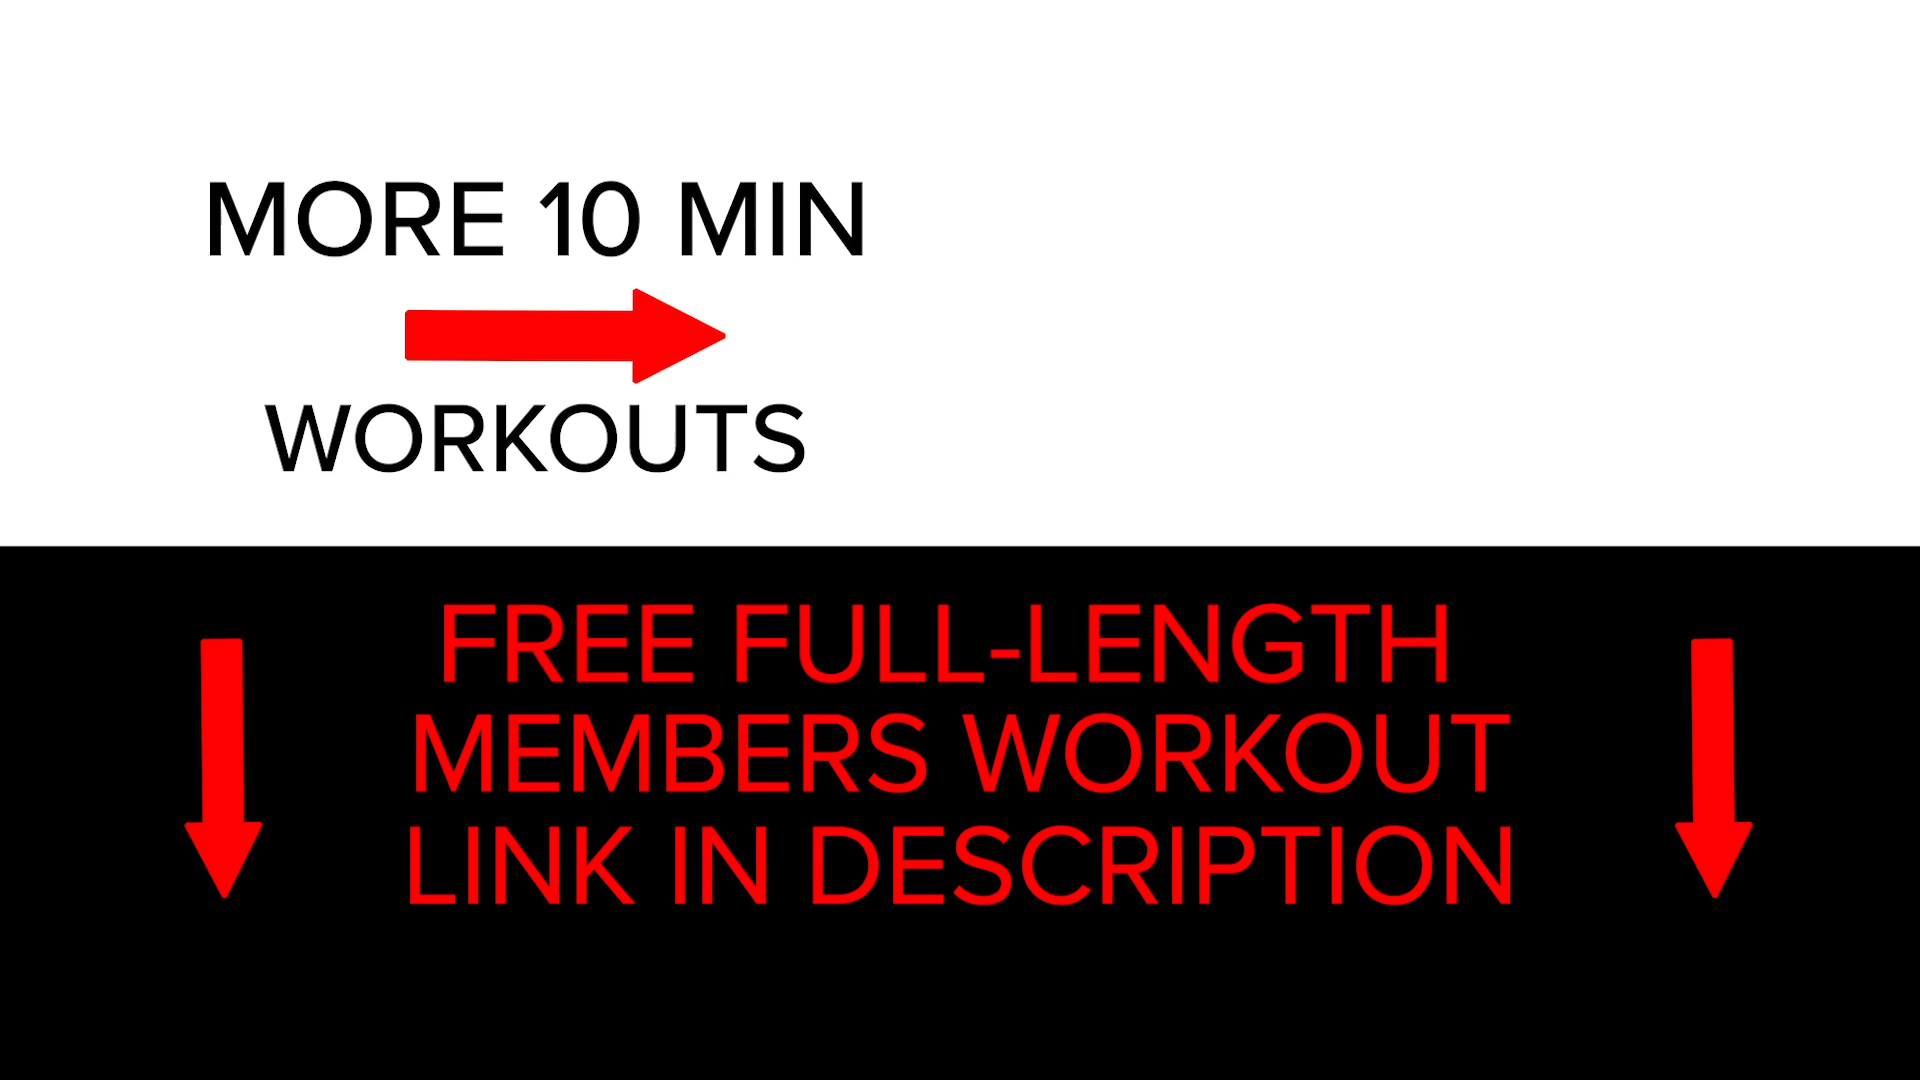 MORE 10 MIN
WORKOUTS
FREE FULL-LENGTH
MEMBERS WORKOUT
LINK IN DESCRIPTION